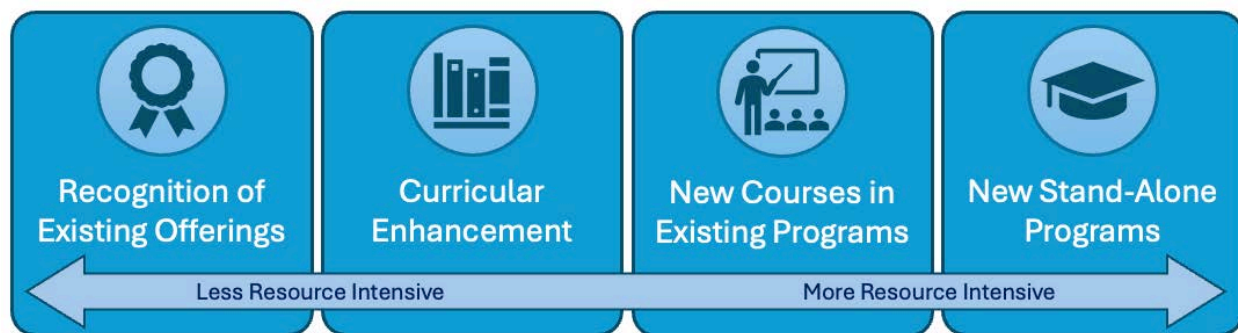 Recognition of
Existing Offerings
Curricular
Enhancement
New Courses in
Existing Programs
New Stand-Alone
Programs
Less Resource Intensive
More Resource Intensive